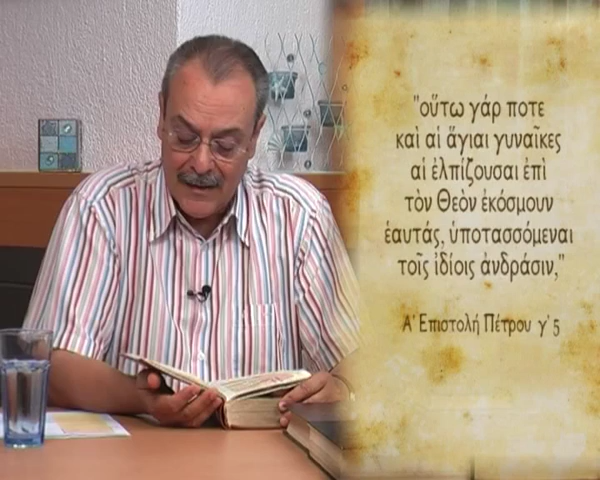 "οὕτω γάρ ποτε
καὶ αἱ ἅγιαι γυναῖκες
αἱ ἐλπίζουσαι ἐπὶ
τὸν Θεὸν ἐκόσμουν
ἑαυτάς, ὑποτασσόμεναι
τοῖς ἰδίοις ἀνδράσιν,"
Α' Επιστολή Πέτρου γ' 5